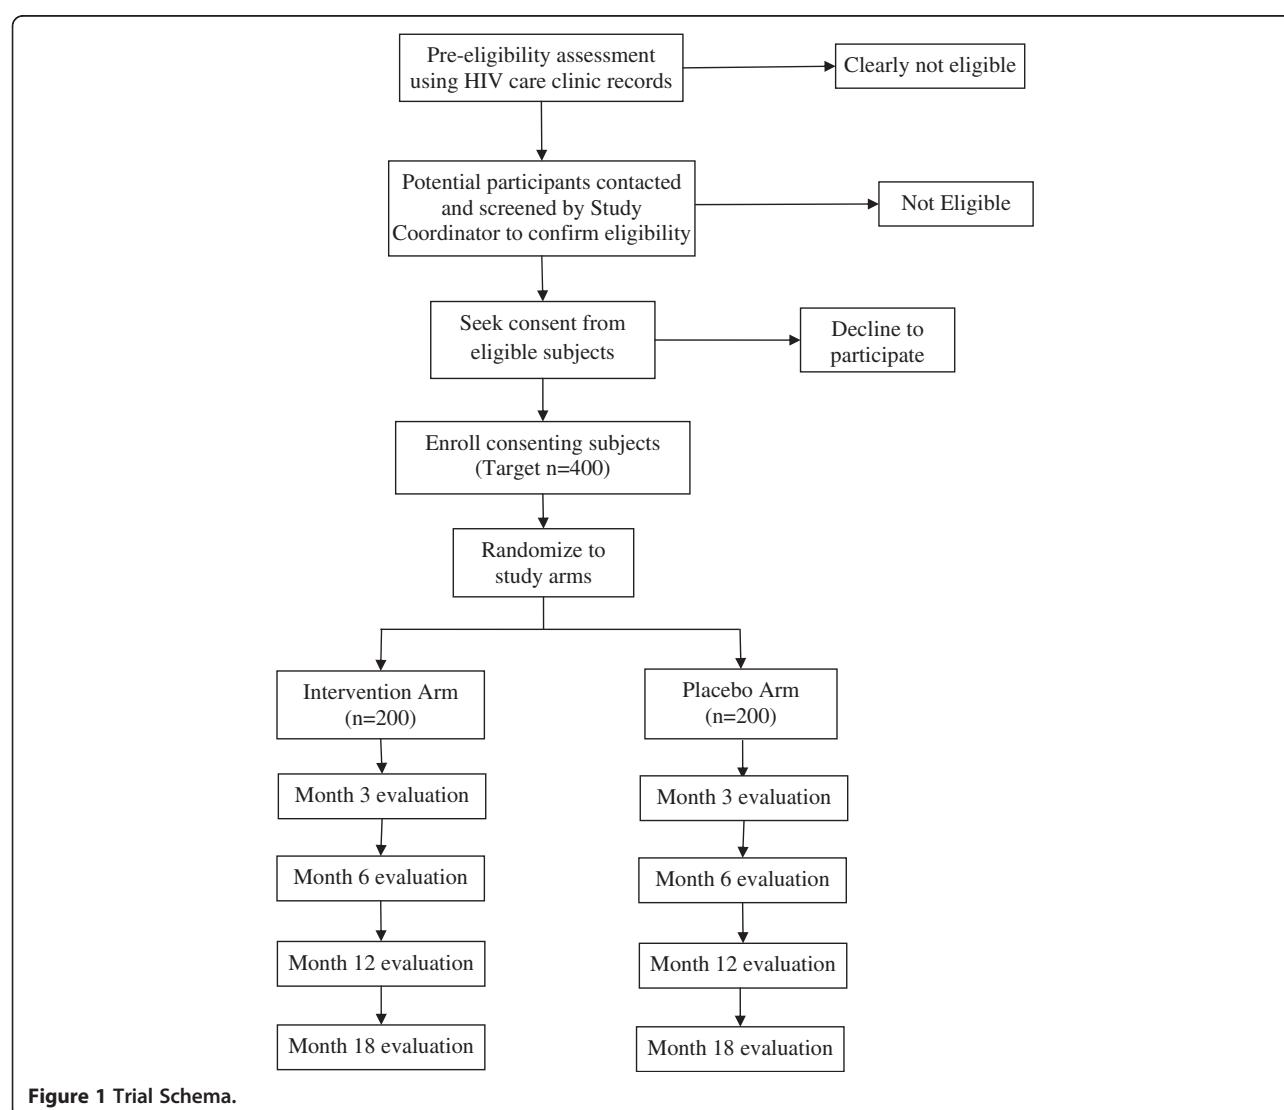 Pre-eligibility assessment
using HIV care clinic records
Clearly not eligible
Potential participants contacted
and screened by Study
Coordinator to confirm eligibility
Not Eligible
Seek consent from
eligible subjects
Decline to
participate
Enroll consenting subjects
(Target n=400)
Randomize to
study arms
Intervention Arm
(n=200)
Placebo Arm
(n=200)
Month 3 evaluation
Month 3 evaluation
Month 6 evaluation
Month 6 evaluation
Month 12 evaluation
Month 12 evaluation
Month 18 evaluation
Month 18 evaluation
Figure 1 Trial Schema.